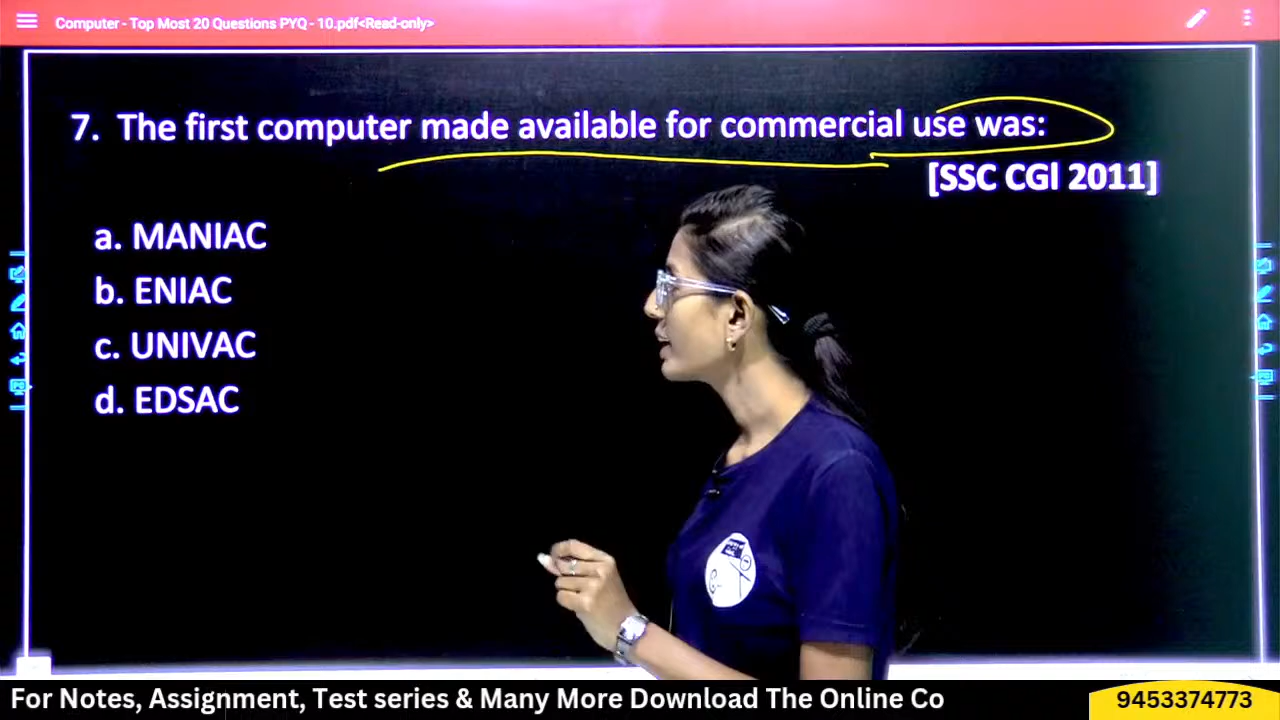 Computer - Top Most 20 Questions PYQ - 10.pdf<Read-only>
7. The first computer made available for commercial use was:
[SSC CGl 2011]
a. MANIAC
b. ENIAC
c. UNIVAC
d. EDSAC
For Notes, Assignment, Test series & Many More Download The Online Co
9453374773